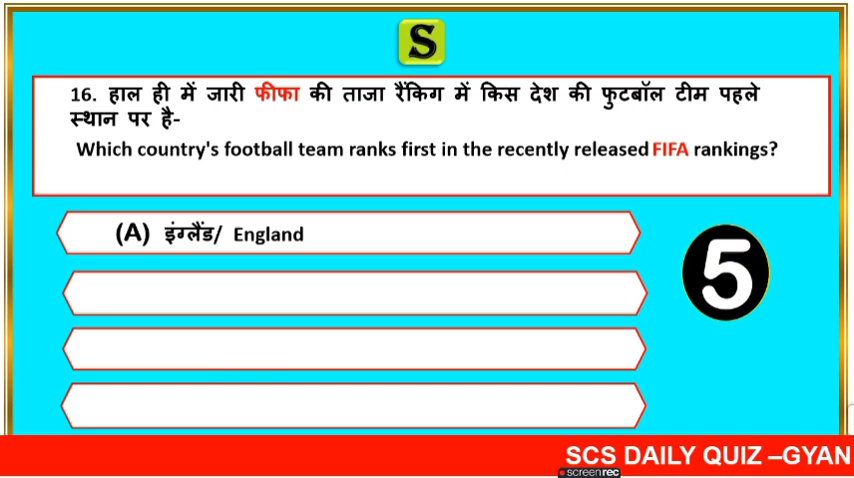 S
16. हाल ही में जारी फीफा की ताजा रैंकिग में किस देश की फुटबॉल टीम पहले
स्थान पर है-
Which country's football team ranks first in the recently released FIFA rankings?
(A) इंग्लैंड/ England
5
SCS DAILY QUIZ –GYAN
screenrec